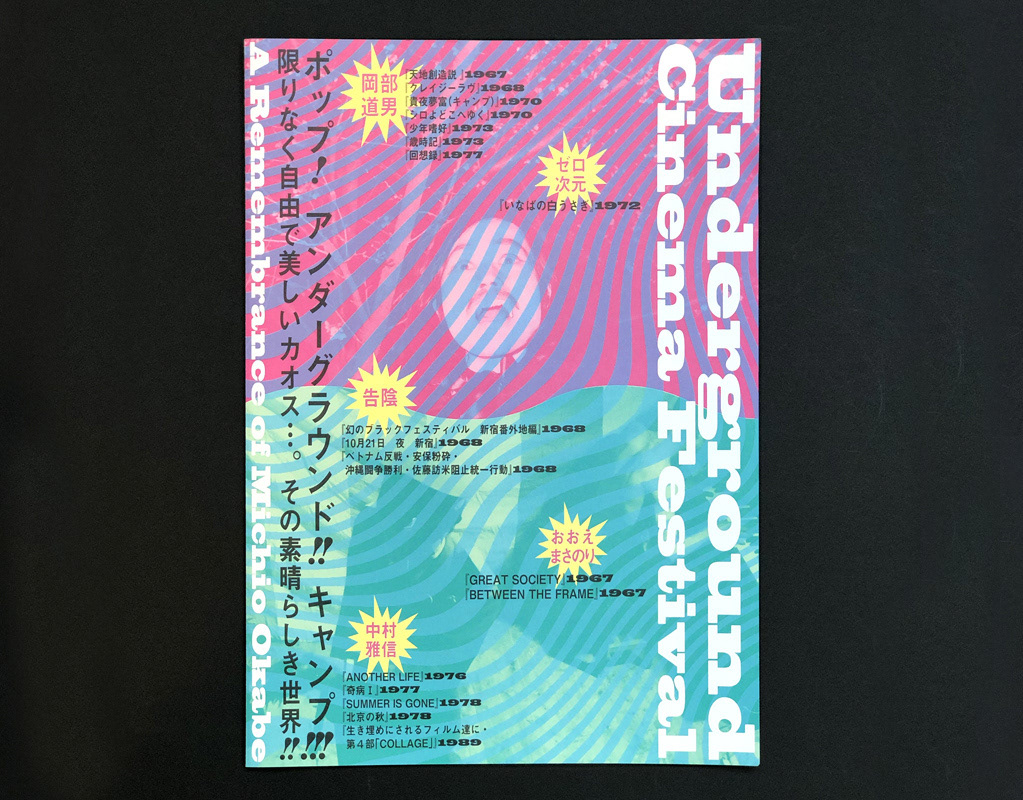 Underground
Cinema Festival
ポップ! アンダーグラウンド!! キャンプ!!!
限りなく自由で美しいカオス…。その素晴らしき世界!!
A Remembrance of Michio Okabe
岡部
道男
『天地創造説』1967
『クレイジーラヴ』1968
『貴夜夢富(キャンプ)』1970
『シロよどこへゆく』1970
『少年嗜好』1973
『歳時記』1973
『回想録』1977
ゼロ
次元
『いなばの白うさぎ』1972
告陰
『幻のブラックフェスティバル 新宿番外地編』1968
『10月21日 夜 新宿』1968
『ベトナム反戦・安保粉砕・
沖縄闘争勝利・佐藤訪米阻止統一行動』1968
おおえ
まさのり
『GREAT SOCIETY』1967
『BETWEEN THE FRAME』1967
中村
雅信
『ANOTHER LIFE』1976
『奇病Ⅰ』1977
『SUMMER IS GONE』1978
『北京の秋』1978
『生き埋めにされるフィルム達に・
第4部「COLLAGE」』1989